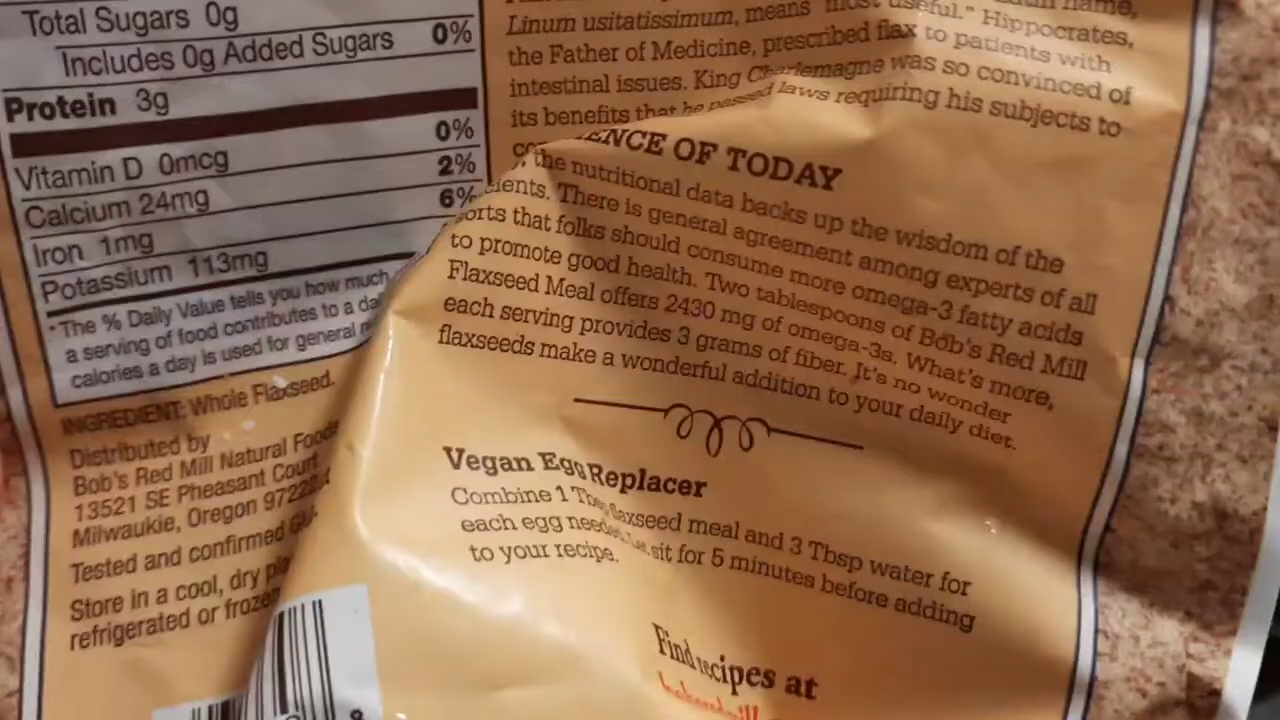 Total Sugars 0g
Includes 0g Added Sugars 0%
Protein 3g
Vitamin D 0mcg 0%
Calcium 24mg 2%
Iron 1mg 6%
Potassium 113mg
*The % Daily Value tells you how much
a serving of food contributes to a
calories a day is used for general
INGREDIENT: Whole Flaxseed.
Distributed by
Bob's Red Mill Natural Foods
13521 SE Pheasant Court
Milwaukie, Oregon 97222
Tested and confirmed
Store in a cool, dry
refrigerated or frozen
name,
Linum usitatissimum, means "most useful." Hippocrates,
the Father of Medicine, prescribed flax to patients with
intestinal issues. King Charlemagne was so convinced of
its benefits that he passed laws requiring his subjects to
OF TODAY
the nutritional data backs up the wisdom of the
There is general agreement among experts of all
that folks should consume more omega-3 fatty acids
to promote good health. Two tablespoons of Bob's Red Mill
Flaxseed Meal offers 2430 mg of omega-3s. What's more,
each serving provides 3 grams of fiber. It's no wonder
flaxseeds make a wonderful addition to your daily diet.
Vegan Egg Replacer
Combine 1 Tbsp flaxseed meal and 3 Tbsp water for
each egg needed. Let sit for 5 minutes before adding
to your recipe.
Find recipes at